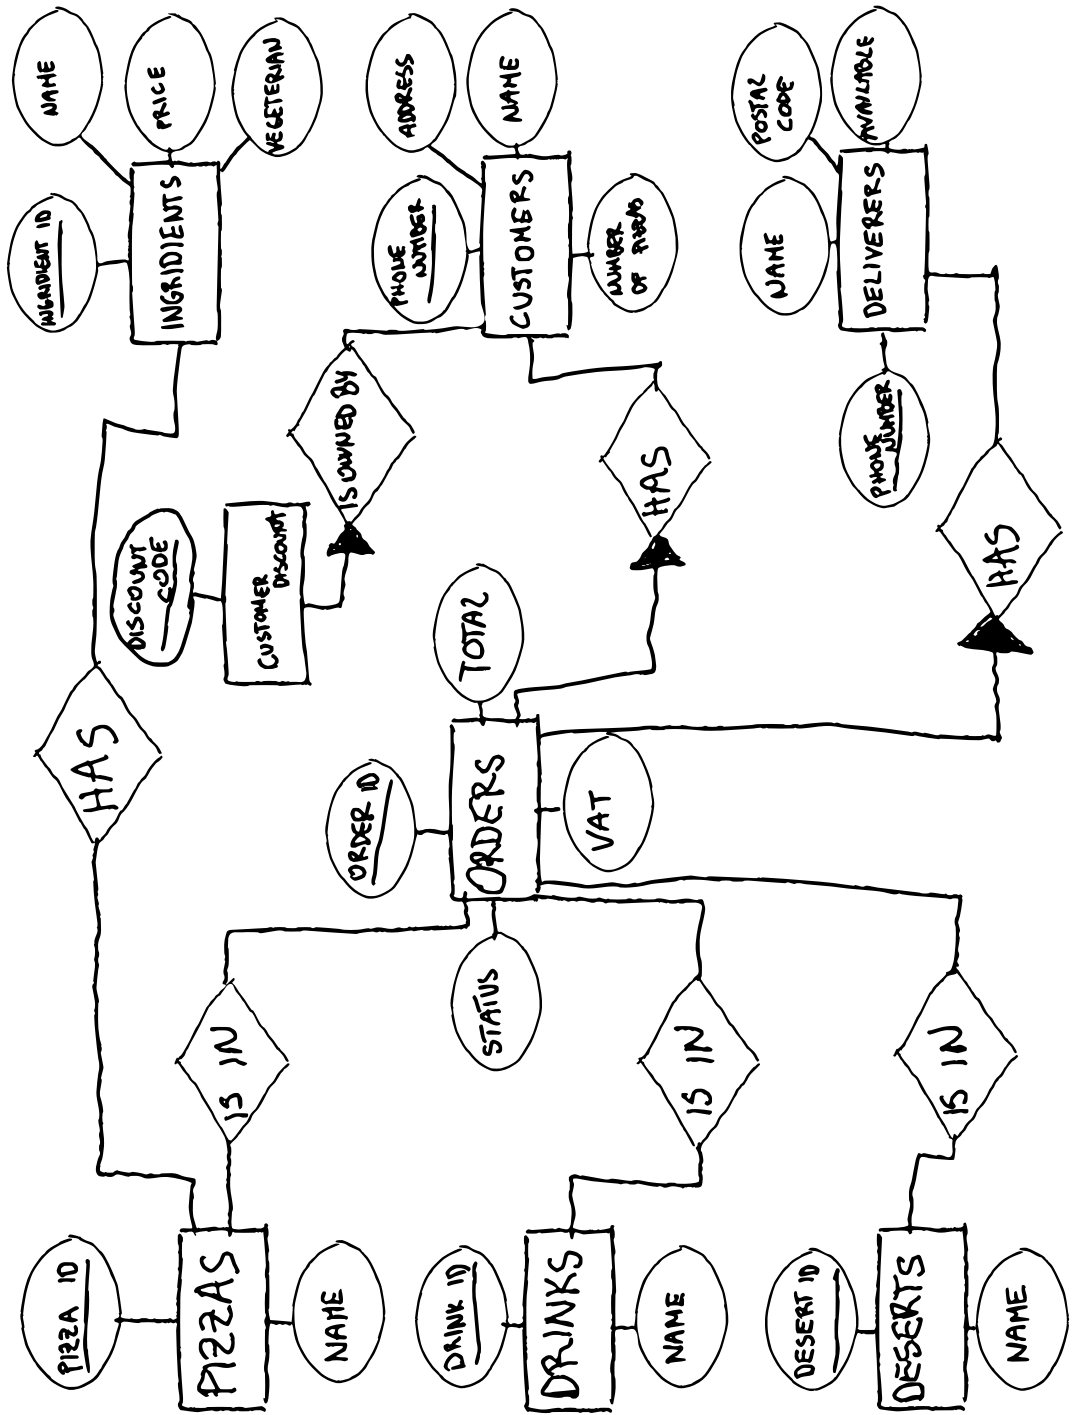 PIZZA ID
PIZZAS
NAME
HAS
INGRIDIENT ID
INGRIDIENTS
NAME
PRICE
VEGETERIAN
IS IN
DISCOUNT
CODE
CUSTOMER
DISCOUNT
IS OWNED BY
ORDER ID
ORDERS
STATUS
TOTAL
VAT
PHONE
NUMBER
ADDRESS
CUSTOMERS
NAME
NUMBER
OF PIZZAS
DRINK ID
DRINKS
NAME
IS IN
HAS
DESSERT ID
DESERTS
NAME
IS IN
HAS
NAME
POSTAL
CODE
AVAILABLE
DELIVERERS
PHONE
NUMBER